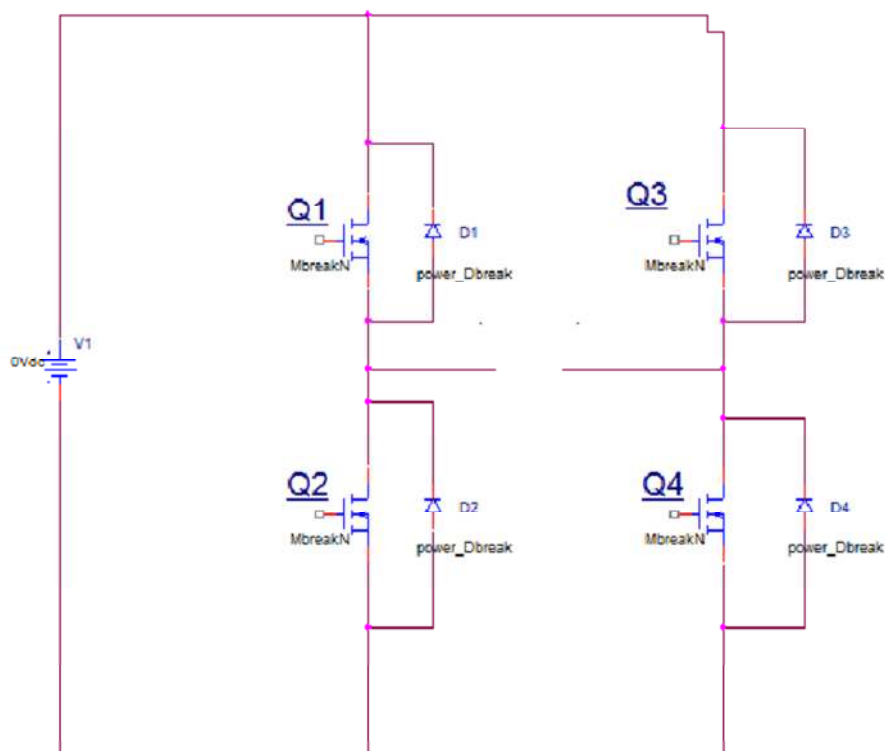 Q1
D1
MbreakN
power_Dbreak
Q3
D3
MbreakN
power_Dbreak
V1
0Vdc
Q2
D2
MbreakN
power_Dbreak
Q4
D4
MbreakN
power_Dbreak